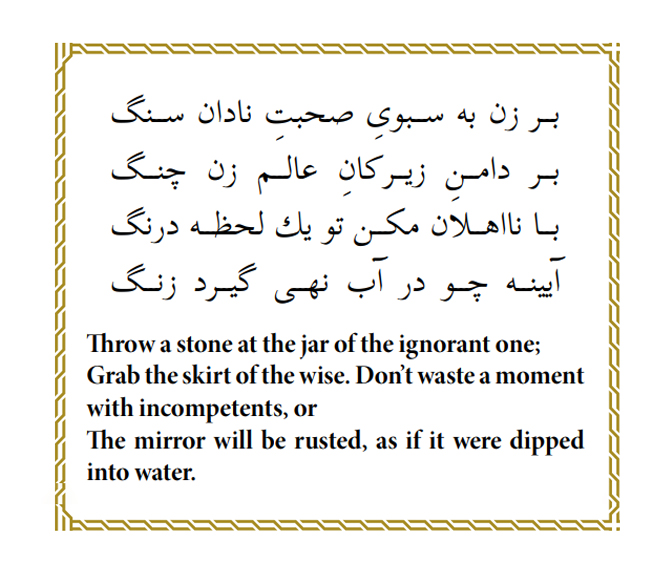 بر زن به سبویِ صحبتِ نادان سنگ
بر دامنِ زیرکانِ عالم زن چنگ
با نااهلان مکن تو یك لحظه درنگ
آیینه چو در آب نهی گیرد زنگ
Throw a stone at the jar of the ignorant one;
Grab the skirt of the wise. Don’t waste a moment
with incompetents, or
The mirror will be rusted, as if it were dipped
into water.